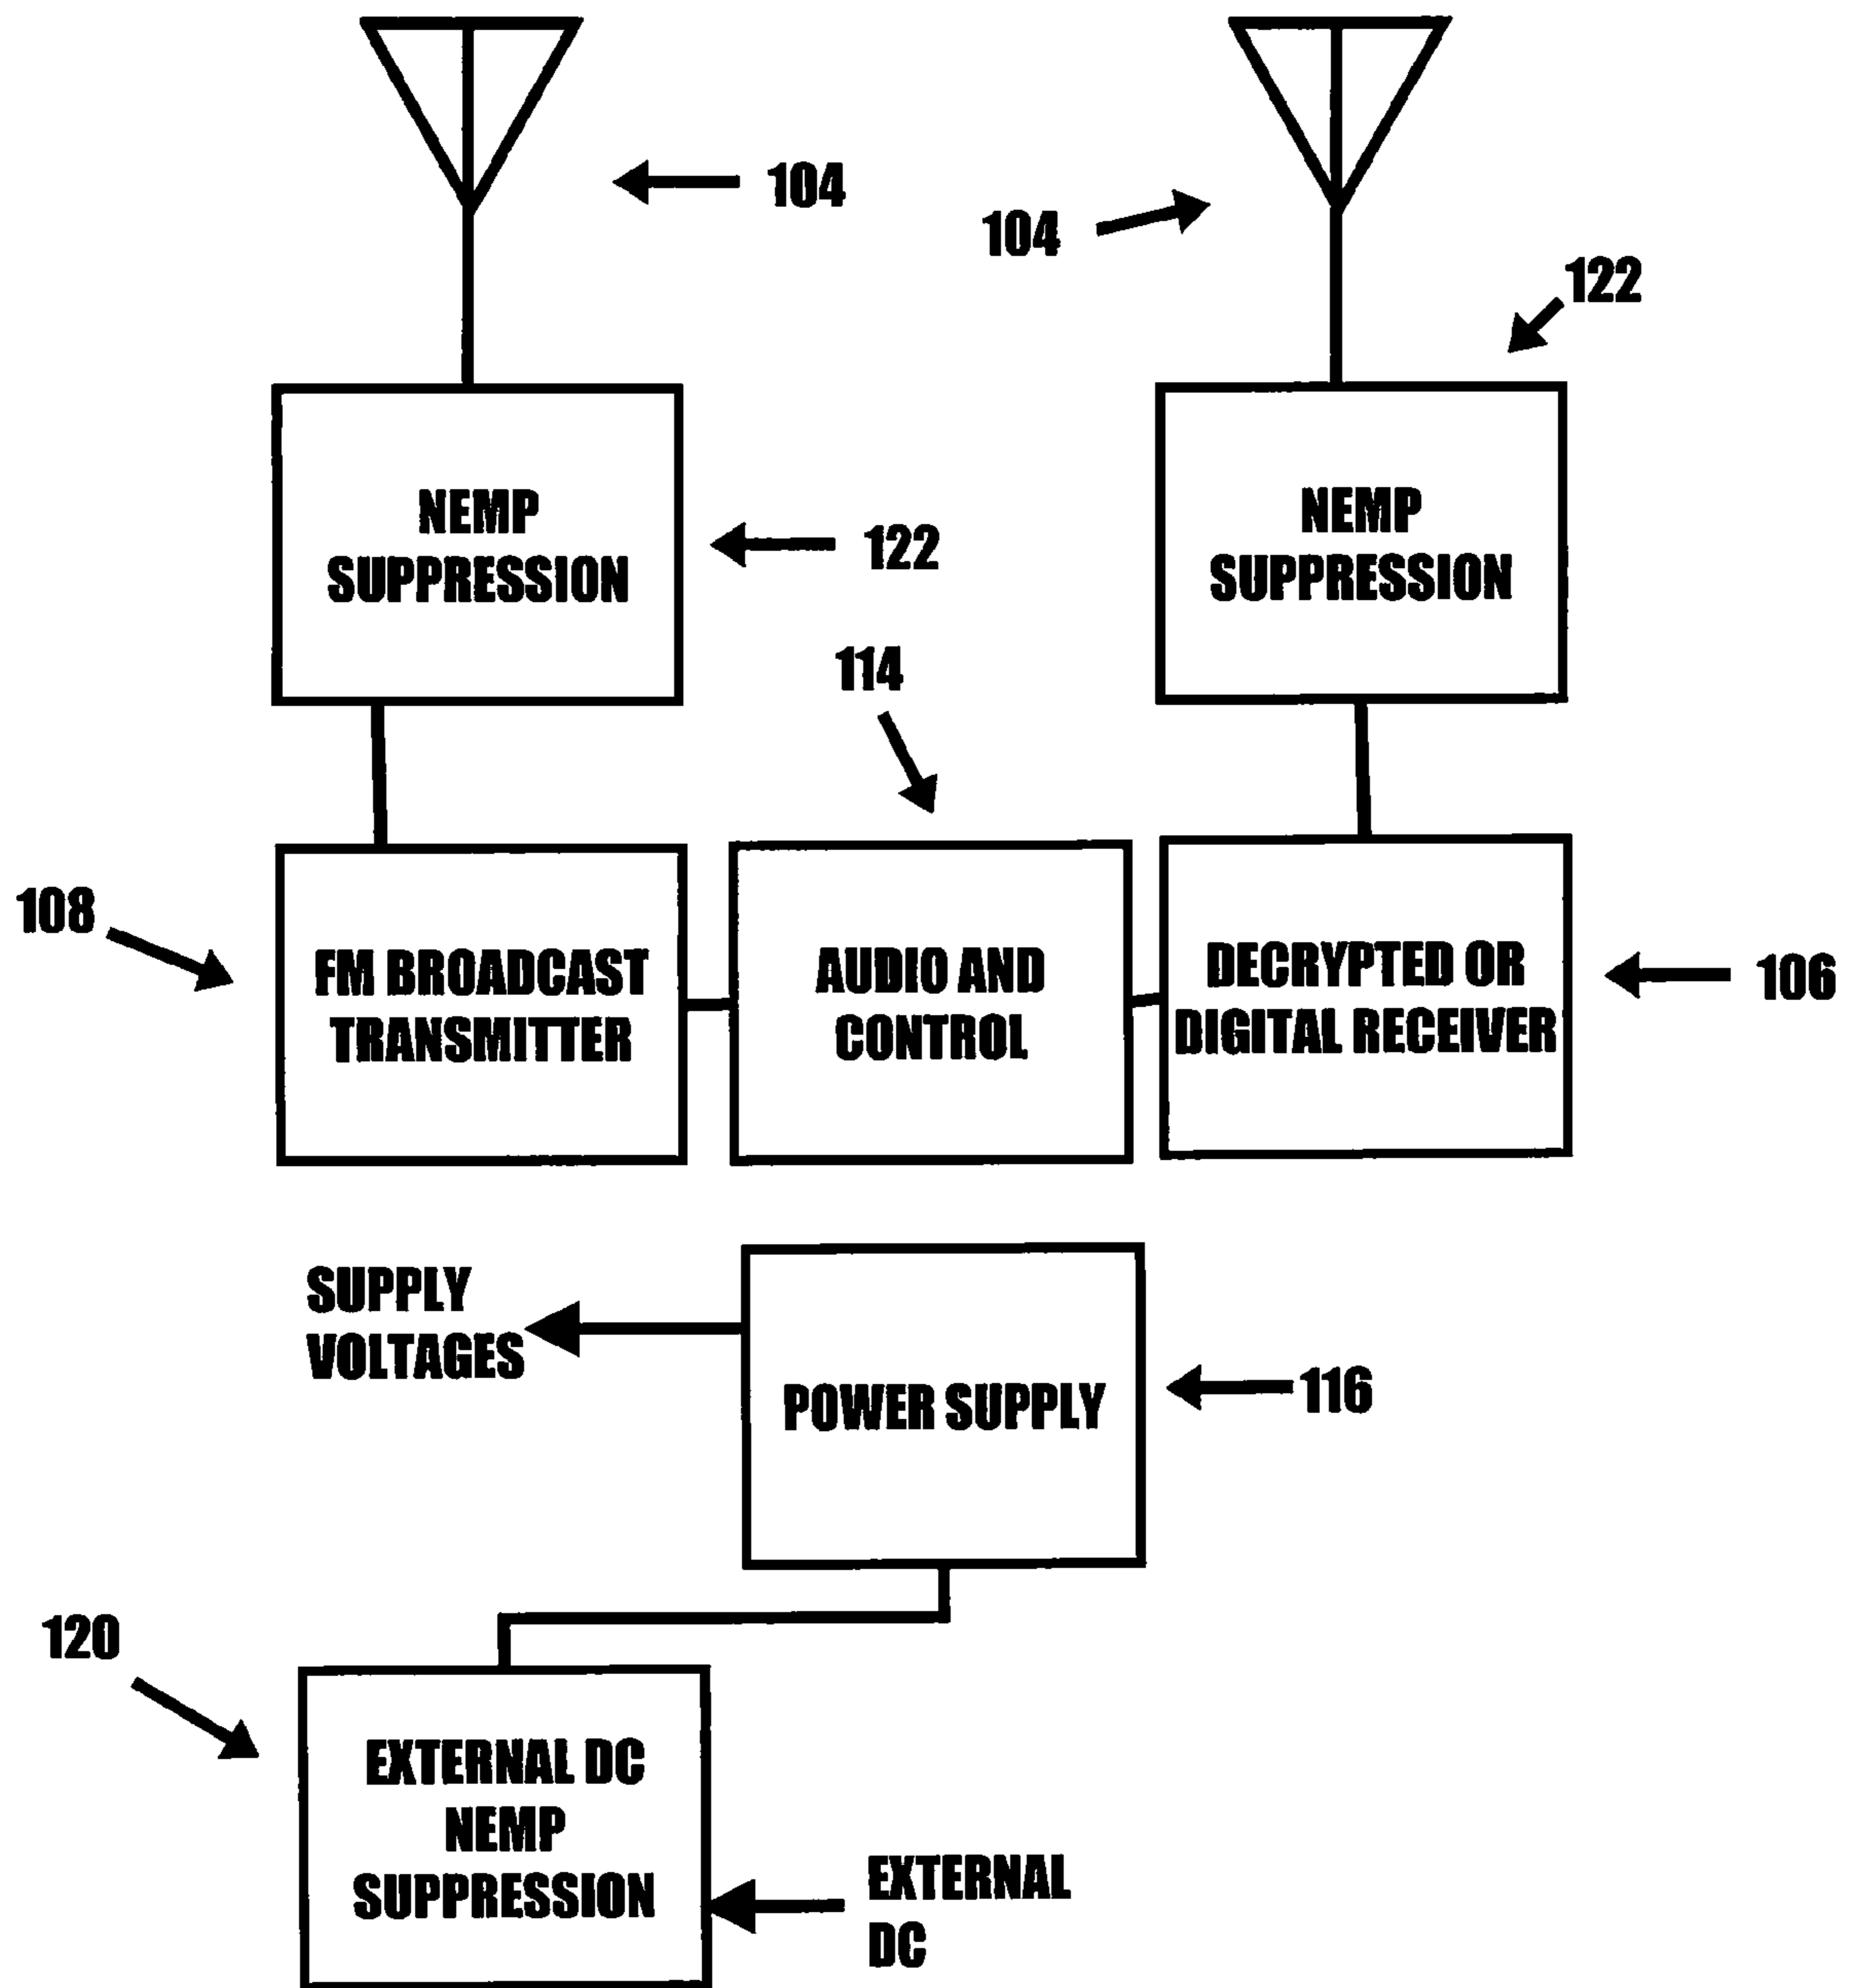 104
104
122
NEMP
SUPPRESSION
122
NEMP
SUPPRESSION
114
108
FM BROADCAST
TRANSMITTER
AUDIO AND
CONTROL
DECRYPTED OR
DIGITAL RECEIVER
106
SUPPLY
VOLTAGES
POWER SUPPLY
116
120
EXTERNAL DC
NEMP
SUPPRESSION
EXTERNAL
DC